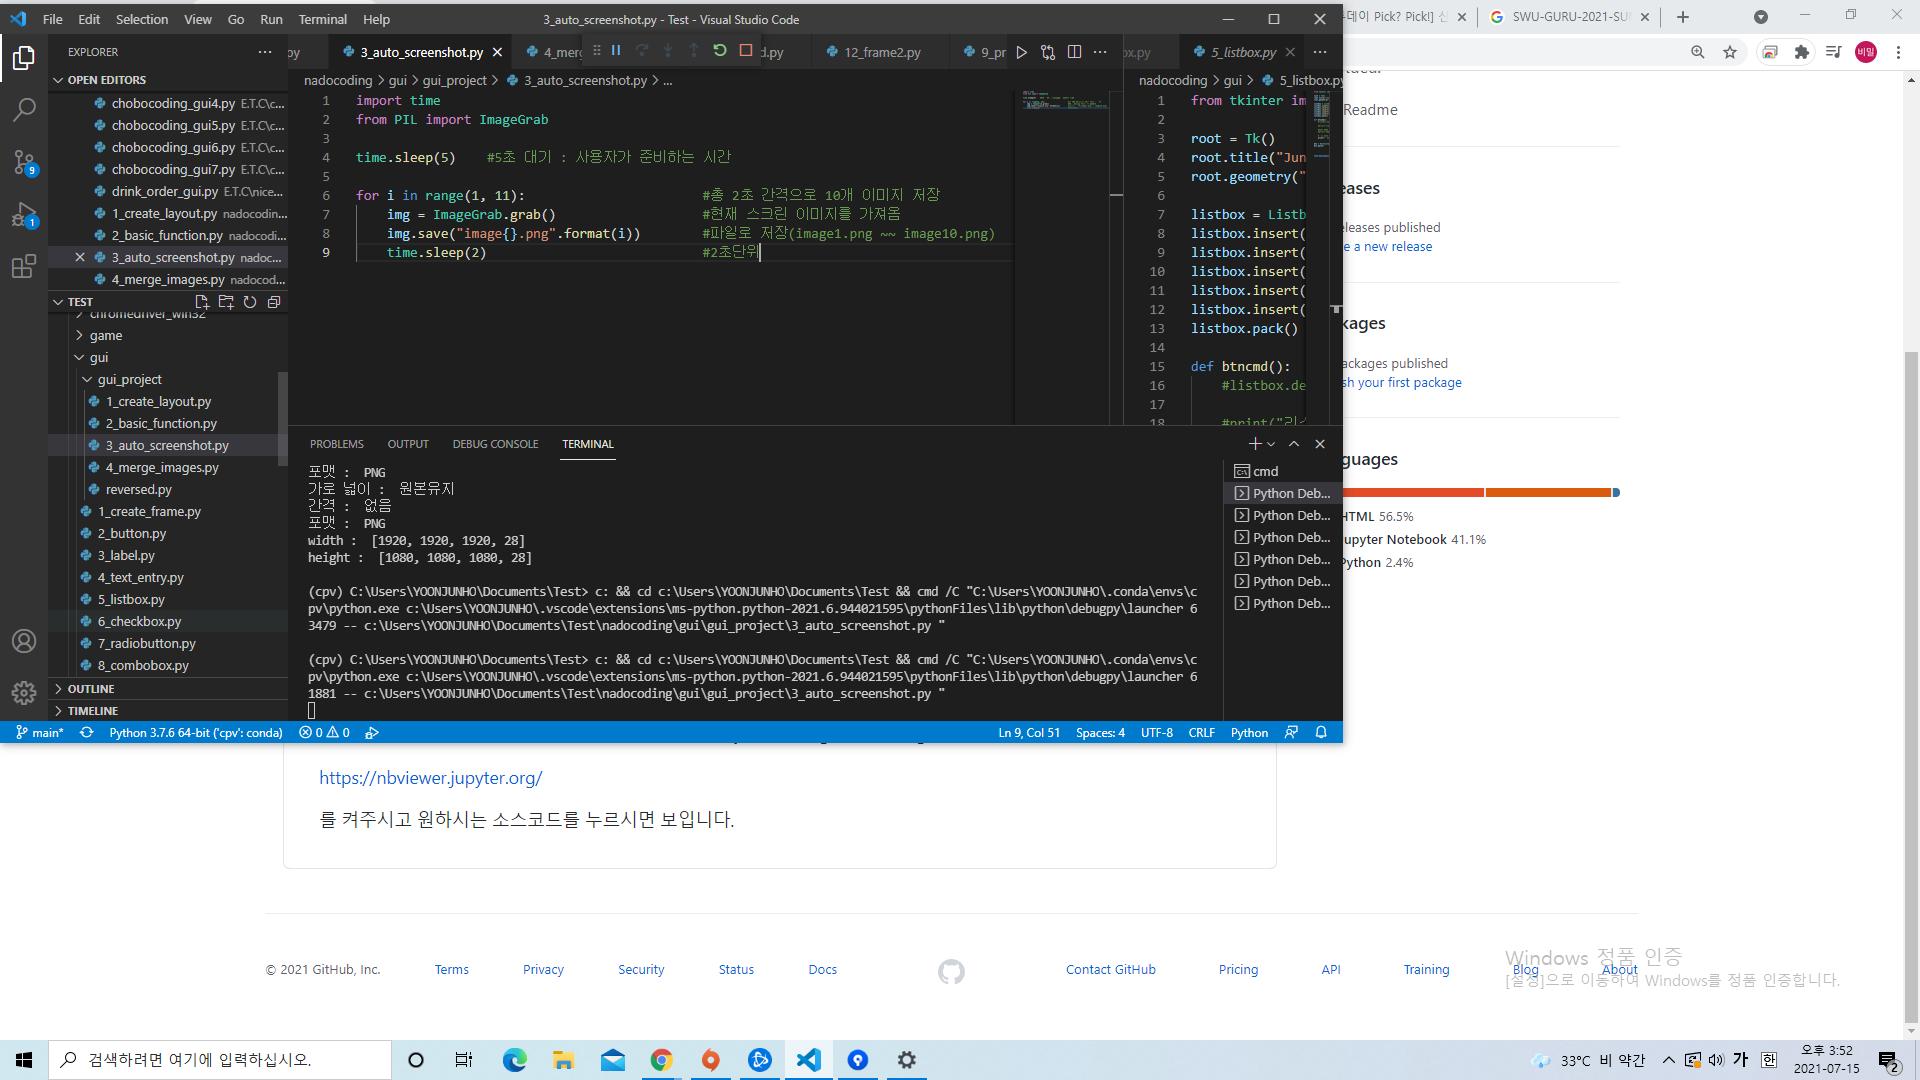 File Edit Selection View Go Run Terminal Help
3_auto_screenshot.py - Test - Visual Studio Code
SWU-GURU-2021-SU
EXPLORER
OPEN EDITORS
chobocoding_gui4.py E.T.C\c...
chobocoding_gui5.py E.T.C\c...
chobocoding_gui6.py E.T.C\c...
chobocoding_gui7.py E.T.C\c...
drink_order_gui.py E.T.C\nice...
1_create_layout.py nadocodin...
2_basic_function.py nadocodi...
3_auto_screenshot.py nadoc...
4_merge_images.py nadocod...
TEST
chromedriver_win32
game
gui
gui_project
1_create_layout.py
2_basic_function.py
3_auto_screenshot.py
4_merge_images.py
reversed.py
1_create_frame.py
2_button.py
3_label.py
4_text_entry.py
5_listbox.py
6_checkbox.py
7_radiobutton.py
8_combobox.py
OUTLINE
TIMELINE
3_auto_screenshot.py
12_frame2.py
5_listbox.py
nadocoding > gui > gui_project > 3_auto_screenshot.py > ...
1 import time
2 from PIL import ImageGrab
3
4 time.sleep(5) #5초 대기 : 사용자가 준비하는 시간
5
6 for i in range(1, 11): #총 2초 간격으로 10개 이미지 저장
7 img = ImageGrab.grab() #현재 스크린 이미지를 가져옴
8 img.save("image{}.png".format(i)) #파일로 저장(image1.png ~~ image10.png)
9 time.sleep(2) #2초단위
nadocoding > gui > 5_listbox.py
1 from tkinter im
2
3 root = Tk()
4 root.title("Jun
5 root.geometry("
6
7 listbox = Listb
8 listbox.insert(
9 listbox.insert(
10 listbox.insert(
11 listbox.insert(
12 listbox.insert(
13 listbox.pack()
14
15 def btncmd():
16 #listbox.de
17
18 #print("리스
PROBLEMS OUTPUT DEBUG CONSOLE TERMINAL
포맷 : PNG
가로 넓이 : 원본유지
간격 : 없음
포맷 : PNG
width : [1920, 1920, 1920, 28]
height : [1080, 1080, 1080, 28]
(cpv) C:\Users\YOONJUNHO\Documents\Test> c: && cd c:\Users\YOONJUNHO\Documents\Test && cmd /C "C:\Users\YOONJUNHO\.conda\envs\c
pv\python.exe c:\Users\YOONJUNHO\.vscode\extensions\ms-python.python-2021.6.944021595\pythonFiles\lib\python\debugpy\launcher 6
3479 -- c:\Users\YOONJUNHO\Documents\Test\nadocoding\gui\gui_project\3_auto_screenshot.py "
(cpv) C:\Users\YOONJUNHO\Documents\Test> c: && cd c:\Users\YOONJUNHO\Documents\Test && cmd /C "C:\Users\YOONJUNHO\.conda\envs\c
pv\python.exe c:\Users\YOONJUNHO\.vscode\extensions\ms-python.python-2021.6.944021595\pythonFiles\lib\python\debugpy\launcher 6
1881 -- c:\Users\YOONJUNHO\Documents\Test\nadocoding\gui\gui_project\3_auto_screenshot.py "
cmd
Python Deb...
Python Deb...
Python Deb...
Python Deb...
Python Deb...
Python Deb...
main* Python 3.7.6 64-bit ('cpv': conda) 0 0
Ln 9, Col 51 Spaces: 4 UTF-8 CRLF Python
비밀
Readme
eases
eleases published
e a new release
kages
ackages published
sh your first package
guages
HTML 56.5%
upyter Notebook 41.1%
Python 2.4%
https://nbviewer.jupyter.org/
를 켜주시고 원하시는 소스코드를 누르시면 보입니다.
© 2021 GitHub, Inc. Terms Privacy Security Status Docs Contact GitHub Pricing API Training Blog About
Windows 정품 인증
[설정]으로 이동하여 Windows를 정품 인증합니다.
검색하려면 여기에 입력하십시오.
33°C 비 약간
가 한
오후 3:52
2021-07-15
2